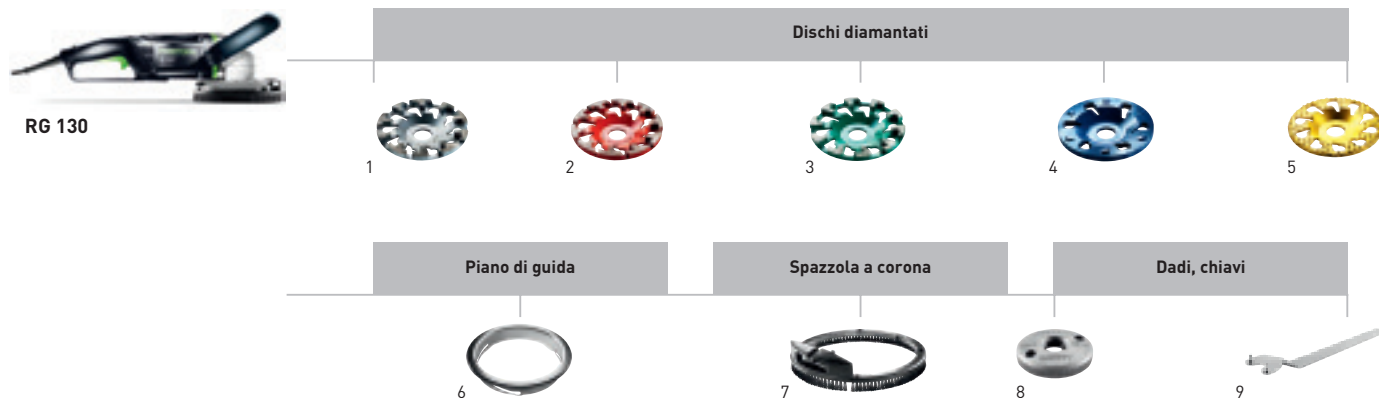 Dischi diamantati
RG 130
1
2
3
4
5
Piano di guida
Spazzola a corona
Dadi, chiavi
6
7
8
9